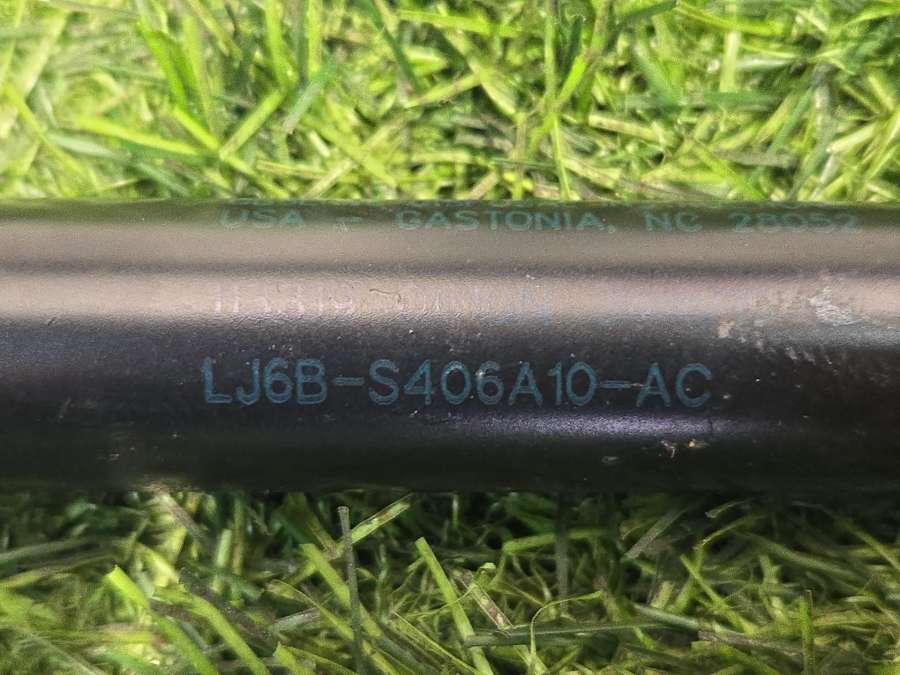 USA - GASTONIA, NC 28052
LJ6B-S406A10-AC